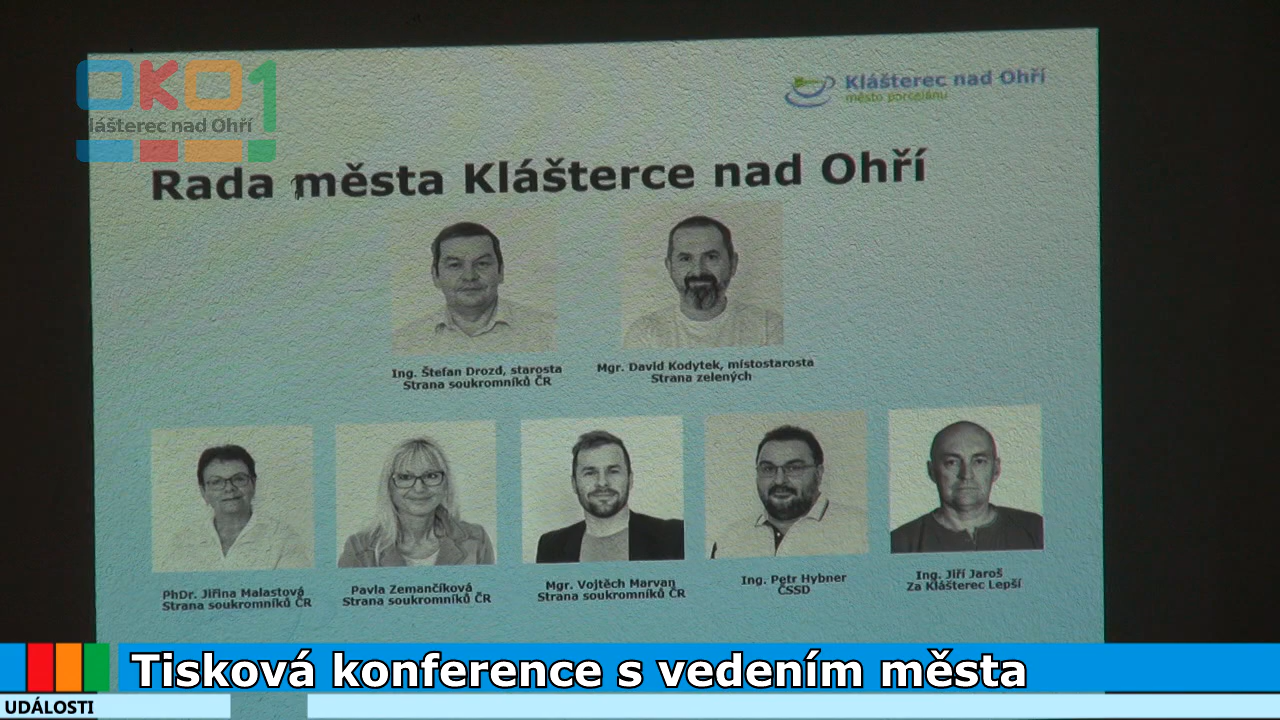 OKO1
Klášterec nad Ohří
město porcelánu
lášterec nad Ohří
Rada města Klášterce nad Ohří
Ing. Štefan Drozd, starosta
Strana soukromníků ČR
Mgr. David Kodytek, místostarosta
Strana zelených
PhDr. Jiřina Malastová
Strana soukromníků ČR
Pavla Zemančíková
Strana soukromníků ČR
Mgr. Vojtěch Marvan
Strana soukromníků ČR
Ing. Petr Hybner
ČSSD
Ing. Jiří Jaroš
Za Klášterec Lepší
Tisková konference s vedením města
UDÁLOSTI